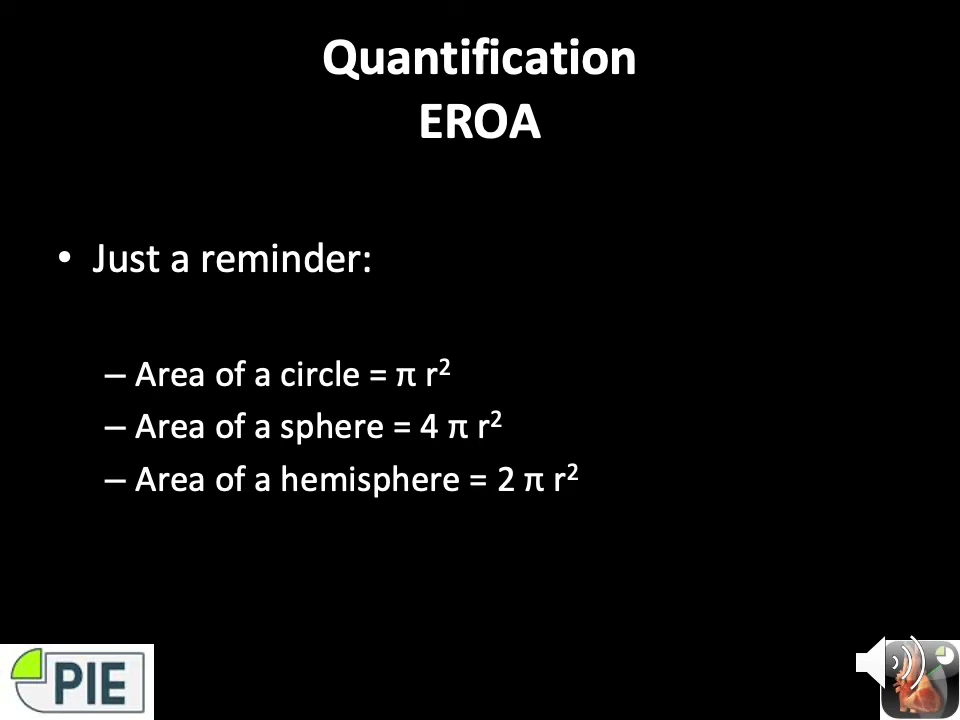 Quantification
EROA
• Just a reminder:
– Area of a circle = π r²
– Area of a sphere = 4 π r²
– Area of a hemisphere = 2 π r²
PIE